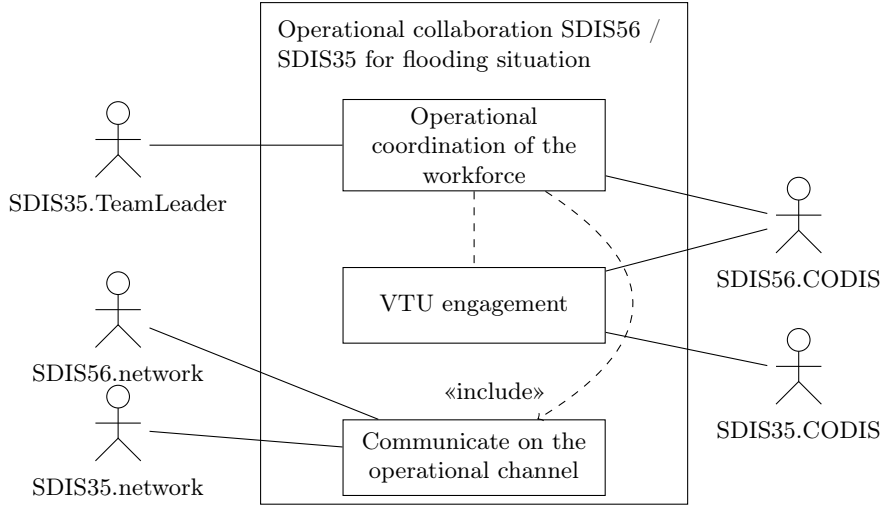 Operational collaboration SDIS56 /
SDIS35 for flooding situation
Operational
coordination of the
workforce
SDIS35.TeamLeader
SDIS56.CODIS
VTU engagement
SDIS56.network
«include»
SDIS35.CODIS
Communicate on the
operational channel
SDIS35.network